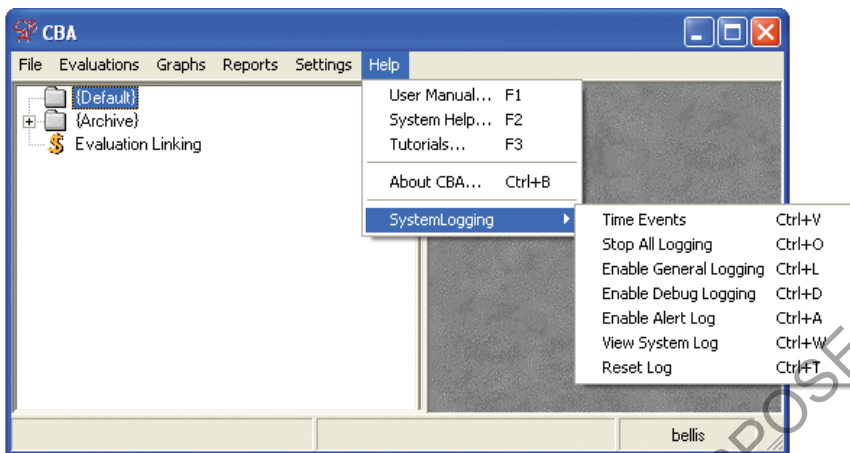 CBA
File Evaluations Graphs Reports Settings Help
{Default}
{Archive}
Evaluation Linking
User Manual... F1
System Help... F2
Tutorials... F3
About CBA... Ctrl+B
SystemLogging
Time Events Ctrl+V
Stop All Logging Ctrl+O
Enable General Logging Ctrl+L
Enable Debug Logging Ctrl+D
Enable Alert Log Ctrl+A
View System Log Ctrl+W
Reset Log Ctrl+T
bellis
POSE